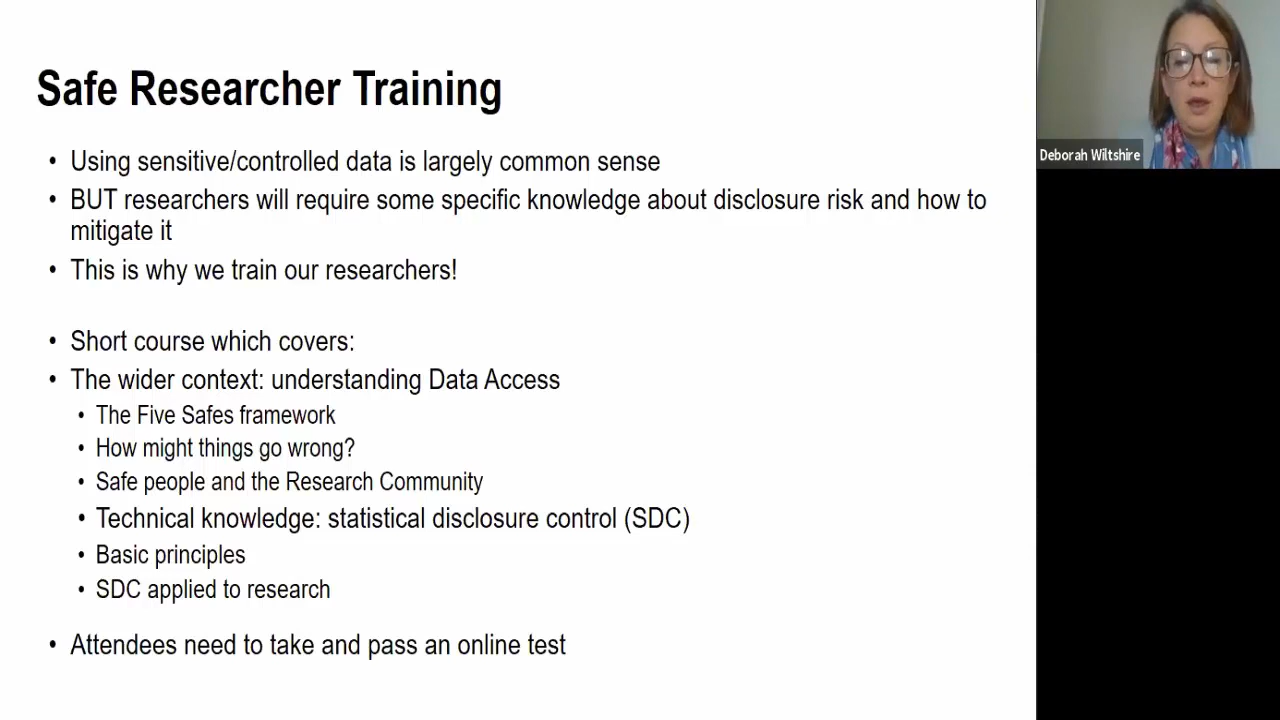 Safe Researcher Training
• Using sensitive/controlled data is largely common sense
• BUT researchers will require some specific knowledge about disclosure risk and how to
mitigate it
• This is why we train our researchers!
• Short course which covers:
• The wider context: understanding Data Access
• The Five Safes framework
• How might things go wrong?
• Safe people and the Research Community
• Technical knowledge: statistical disclosure control (SDC)
• Basic principles
• SDC applied to research
• Attendees need to take and pass an online test
Deborah Wiltshire